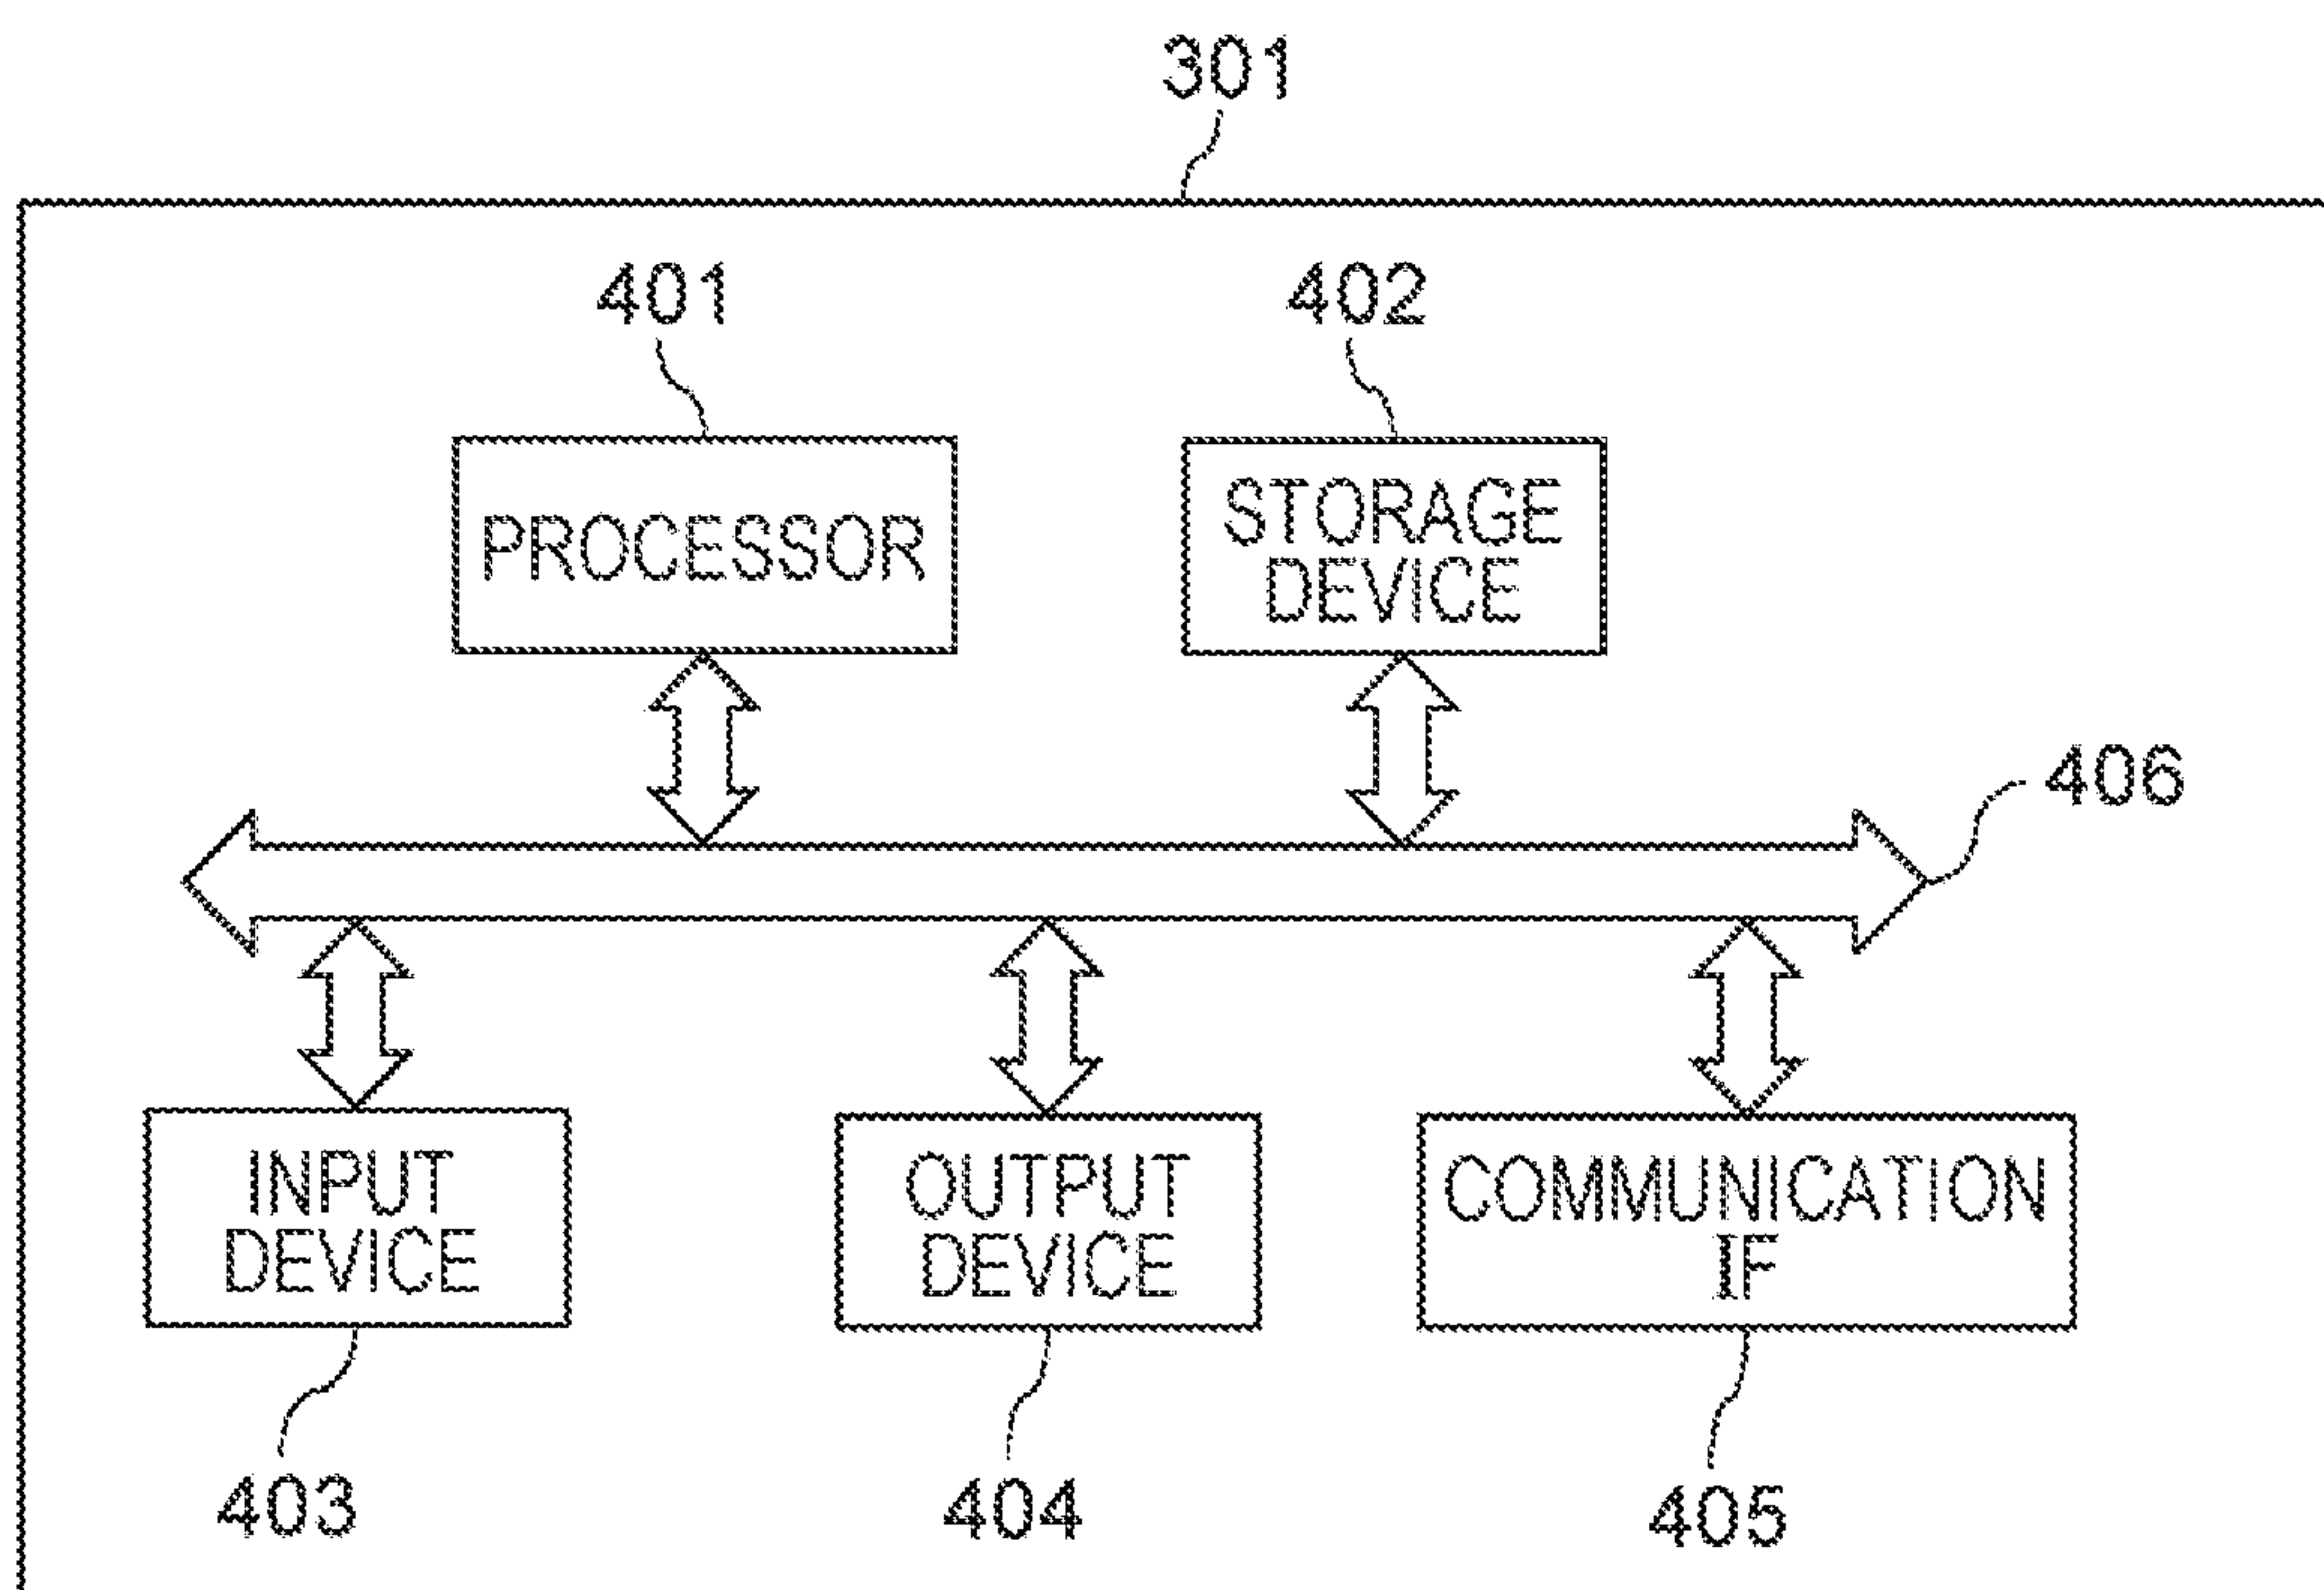 301
401
402
PROCESSOR
STORAGE
DEVICE
406
INPUT
DEVICE
OUTPUT
DEVICE
COMMUNICATION
IF
403
404
405